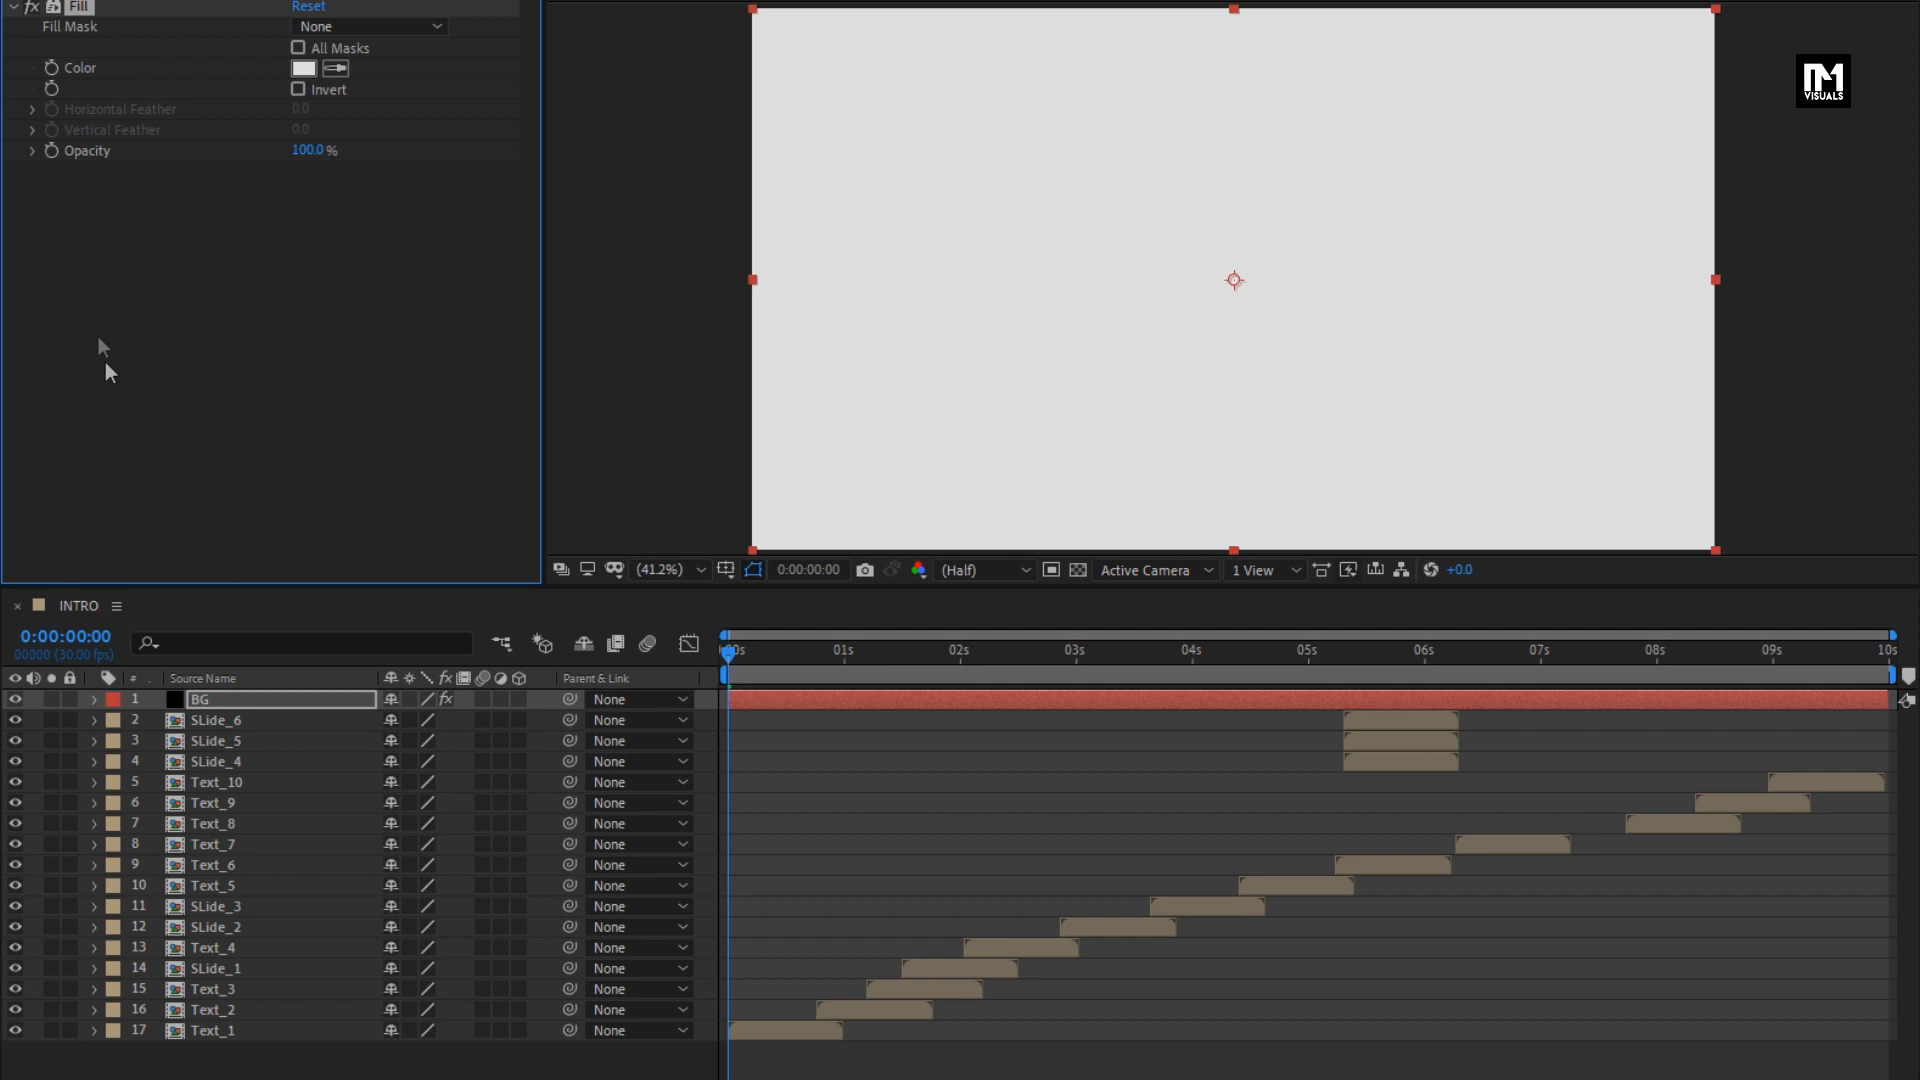 fx Fill Reset
Fill Mask None
All Masks
Color
Invert
Horizontal Feather 0.0
Vertical Feather 0.0
Opacity 100.0 %
M
VISUALS
(41.2%) 0:00:00:00 (Half) Active Camera 1 View +0.0
INTRO
0:00:00:00
00000 (30.00 fps)
00s 01s 02s 03s 04s 05s 06s 07s 08s 09s 10s
# . Source Name fx Parent & Link
1 BG fx None
2 SLide_6 None
3 SLide_5 None
4 SLide_4 None
5 Text_10 None
6 Text_9 None
7 Text_8 None
8 Text_7 None
9 Text_6 None
10 Text_5 None
11 SLide_3 None
12 SLide_2 None
13 Text_4 None
14 SLide_1 None
15 Text_3 None
16 Text_2 None
17 Text_1 None